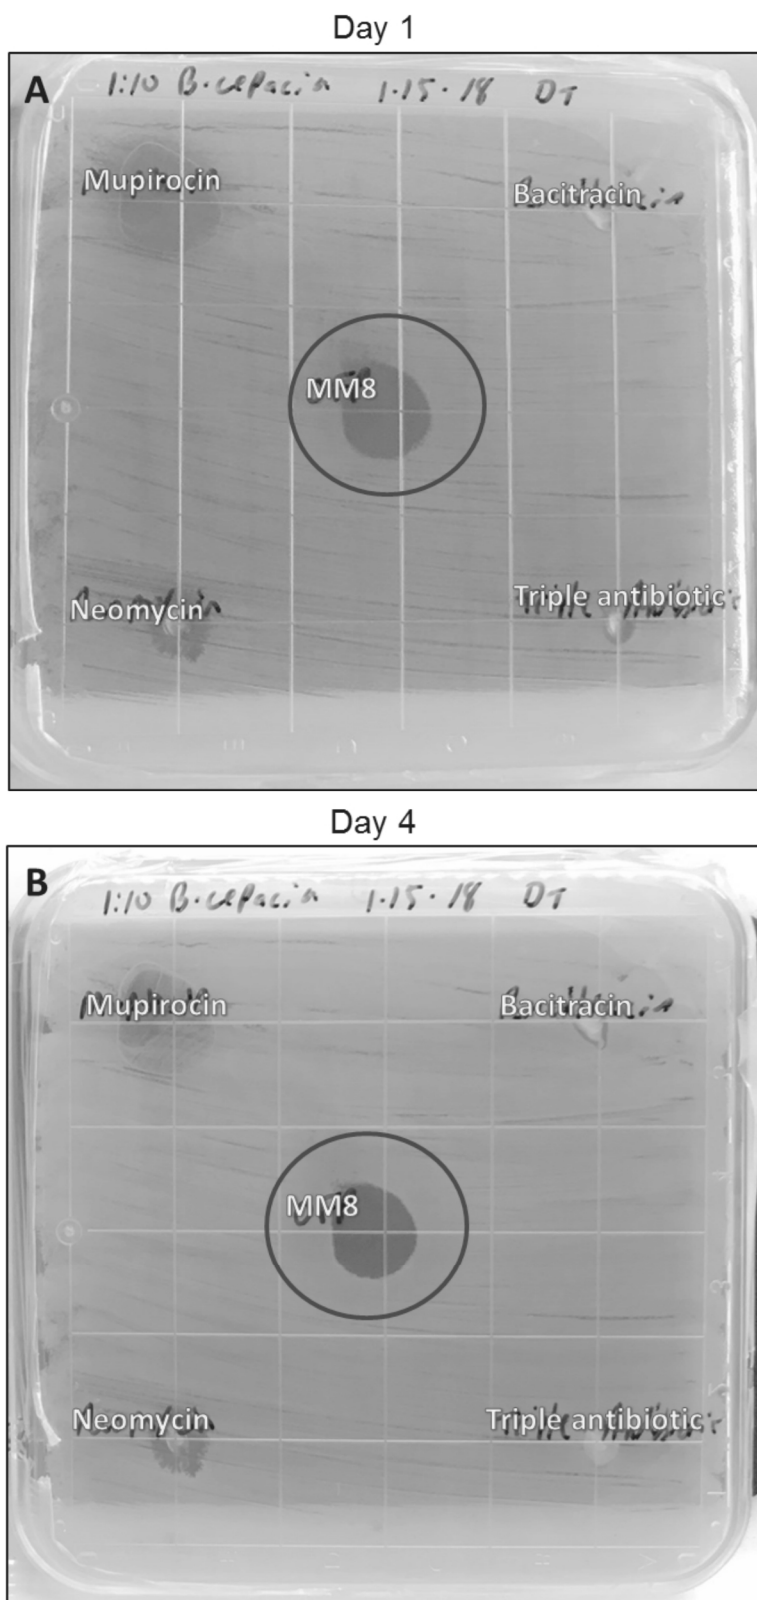 Day 1
A
1:10 B. cepacia 1-15-18 DT
Mupirocin
Bacitracin
MM8
Neomycin
Triple antibiotic
Day 4
B
1:10 B. cepacia 1-15-18 DT
Mupirocin
Bacitracin
MM8
Neomycin
Triple antibiotic